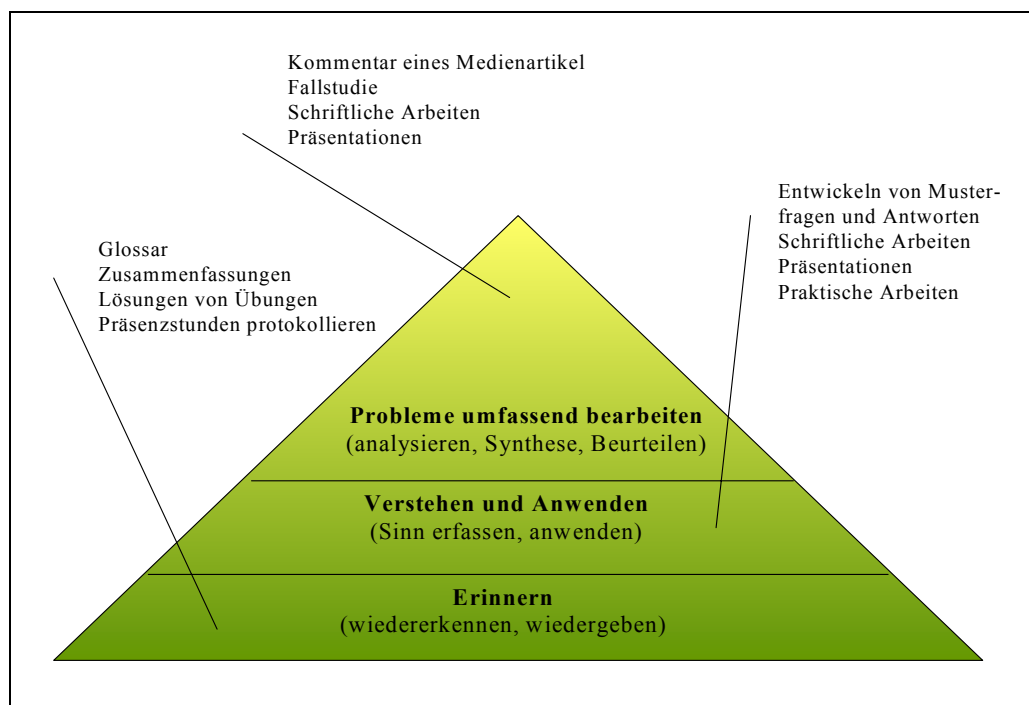 Kommentar eines Medienartikel
Fallstudie
Schriftliche Arbeiten
Präsentationen
Entwickeln von Muster-
fragen und Antworten
Schriftliche Arbeiten
Präsentationen
Praktische Arbeiten
Glossar
Zusammenfassungen
Lösungen von Übungen
Präsenzstunden protokollieren
Probleme umfassend bearbeiten
(analysieren, Synthese, Beurteilen)
Verstehen und Anwenden
(Sinn erfassen, anwenden)
Erinnern
(wiedererkennen, wiedergeben)